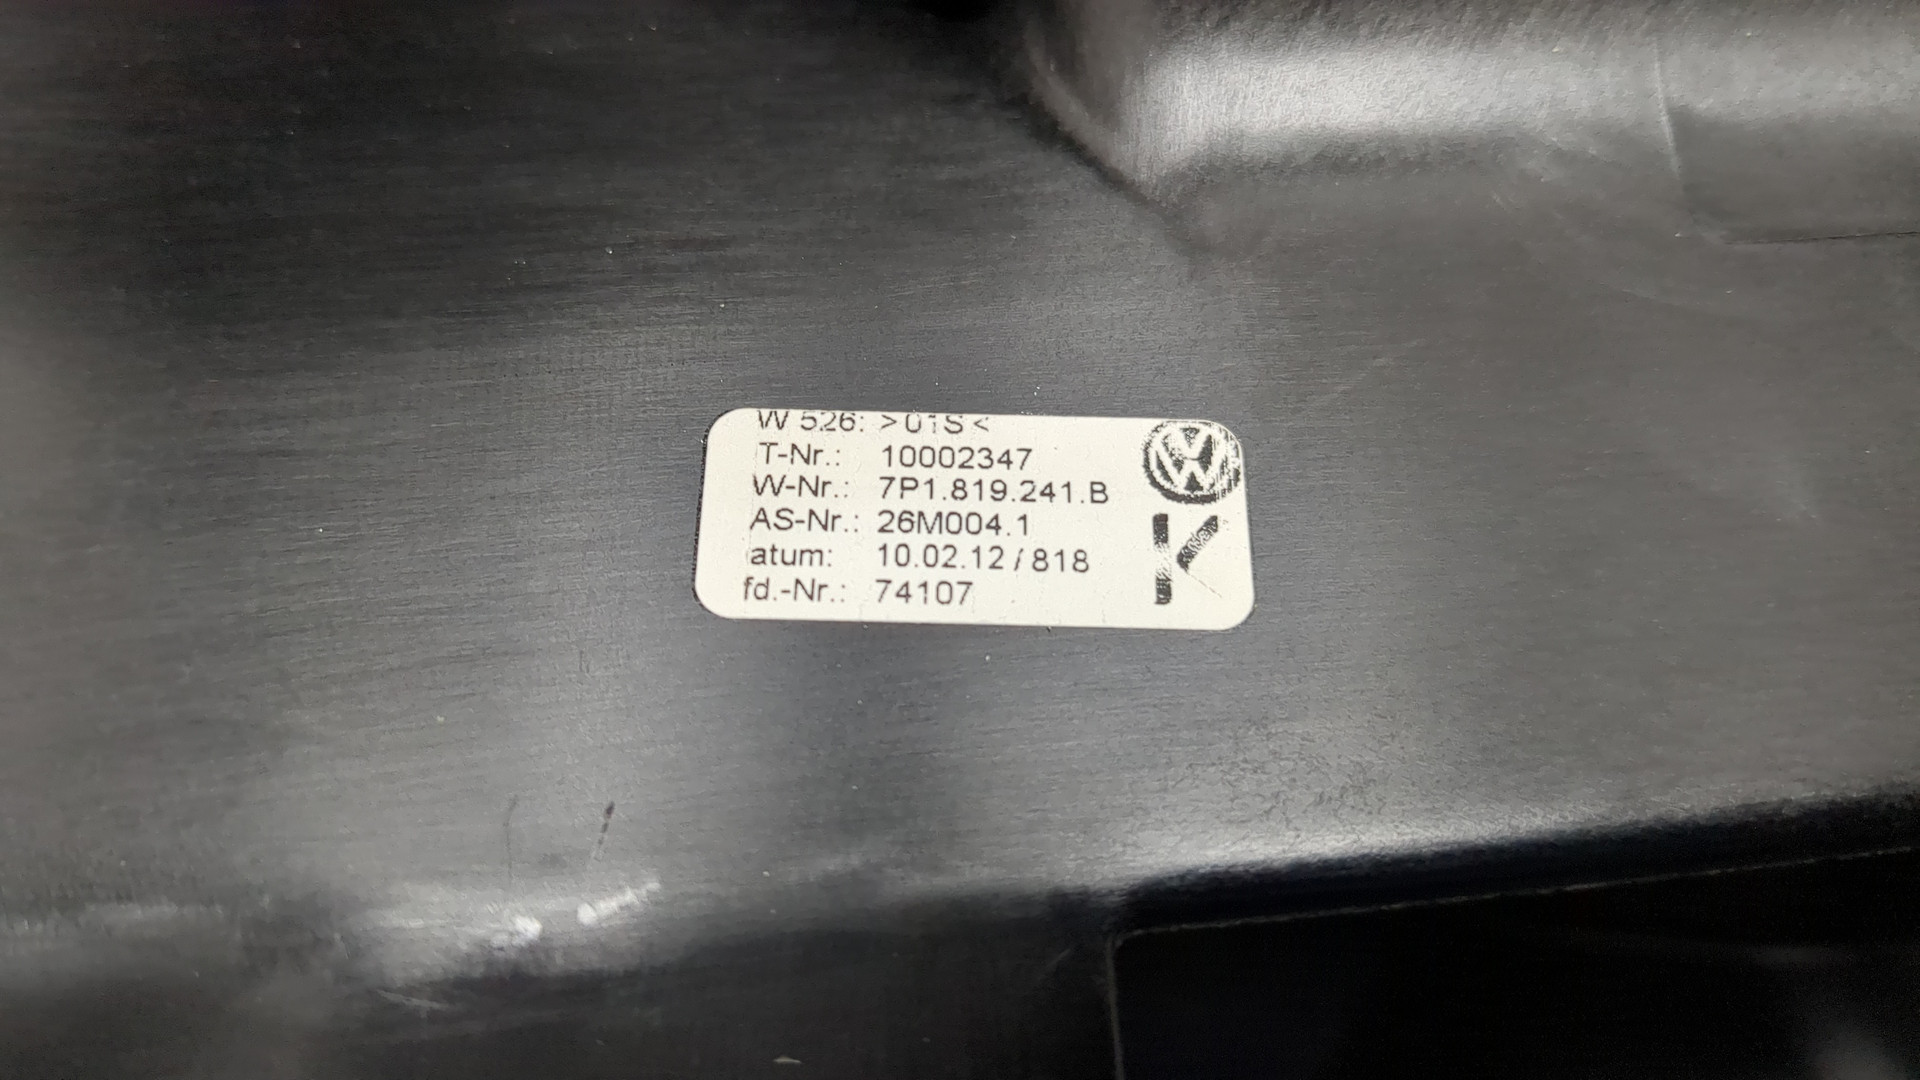 W 526: >01S<
T-Nr.: 10002347
W-Nr.: 7P1.819.241.B
AS-Nr.: 26M004.1
atum: 10.02.12 / 818
fd.-Nr.: 74107
VW
K